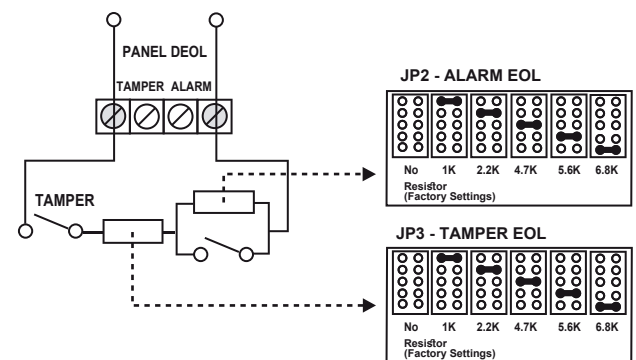 PANEL DEOL
TAMPER ALARM
TAMPER
JP2 - ALARM EOL
No 1K 2.2K 4.7K 5.6K 6.8K
Resistor
(Factory Settings)
JP3 - TAMPER EOL
No 1K 2.2K 4.7K 5.6K 6.8K
Resistor
(Factory Settings)